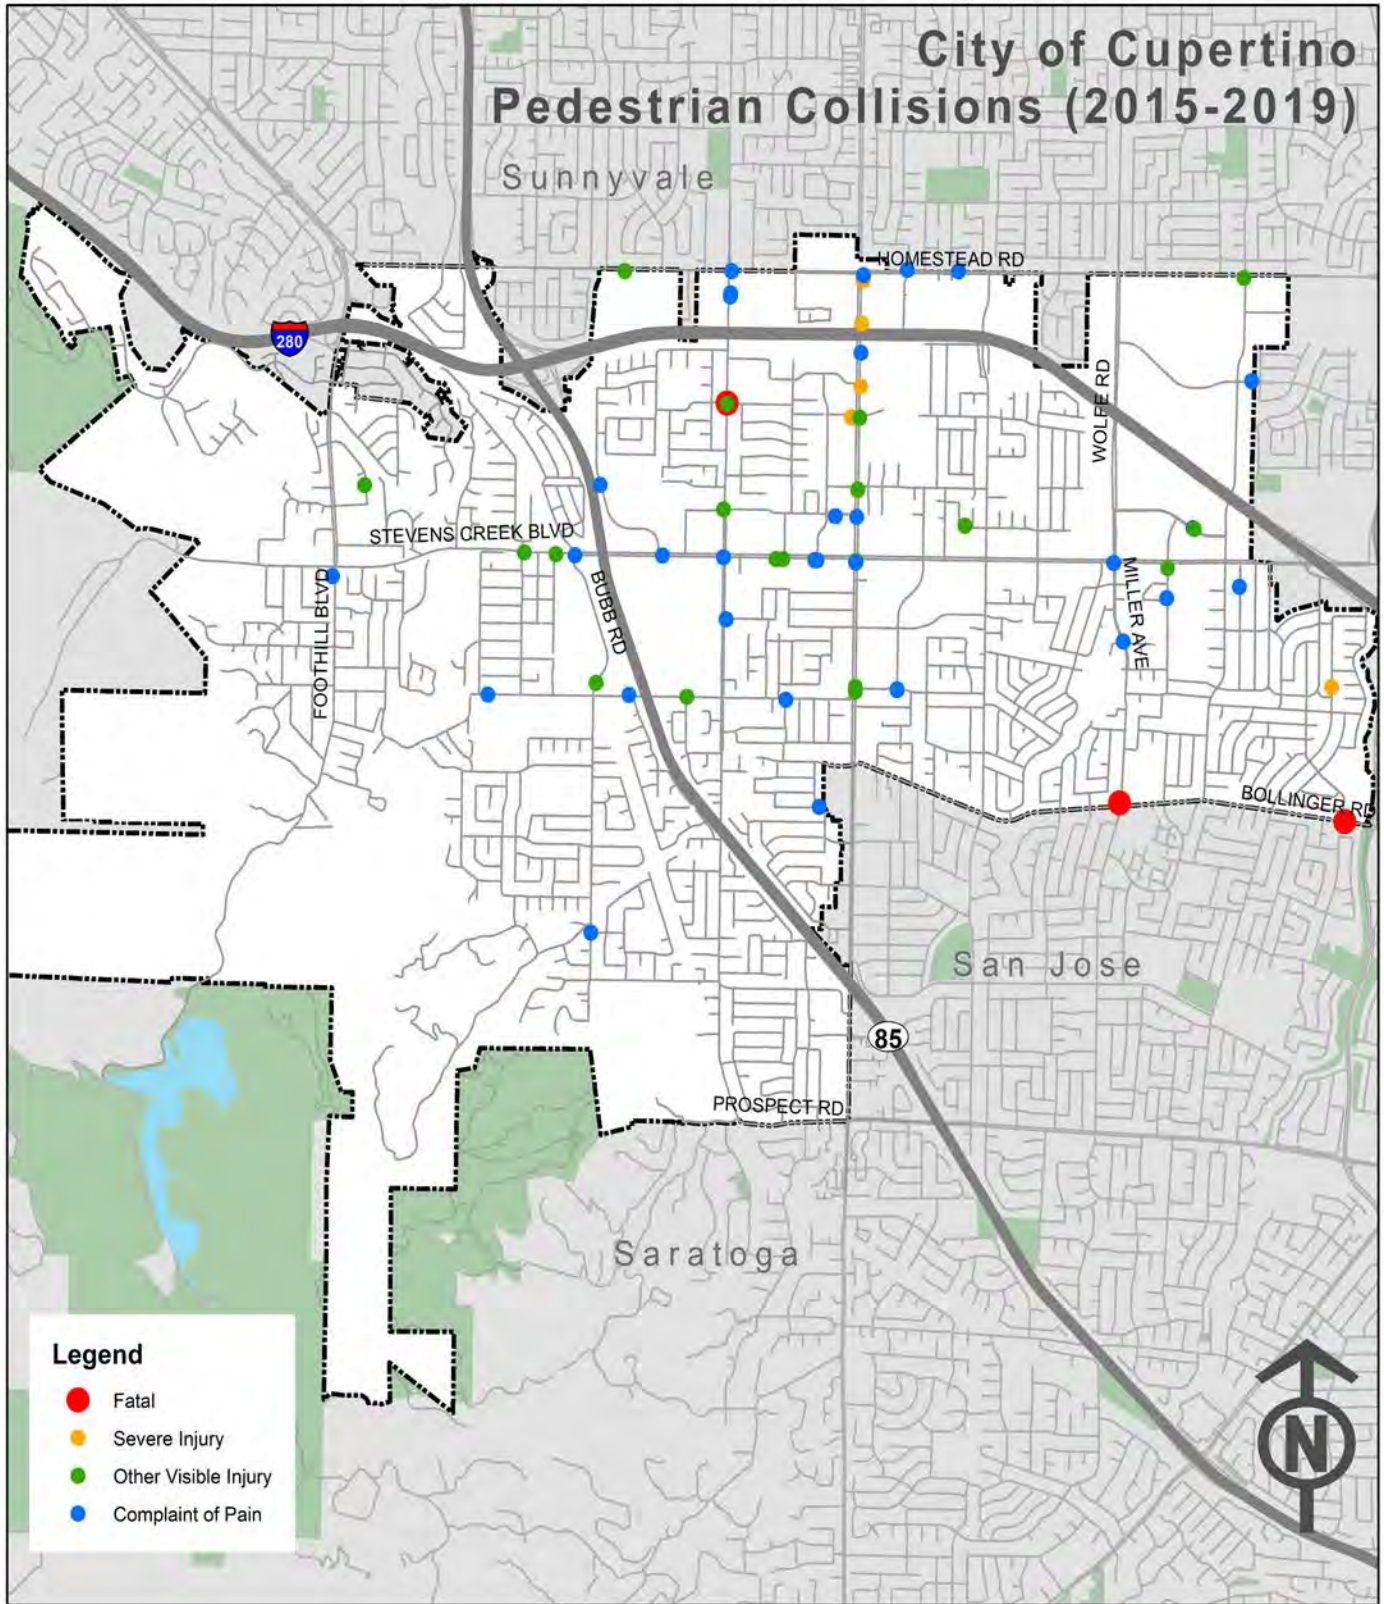 City of Cupertino
Pedestrian Collisions (2015-2019)
Sunnyvale
HOMESTEAD RD
280
WOLFE RD
STEVENS CREEK BLVD
FOOTHILL BLVD
BUBB RD
MILLER AVE
BOLLINGER RD
San Jose
85
PROSPECT RD
Saratoga
Legend
Fatal
Severe Injury
Other Visible Injury
Complaint of Pain
N